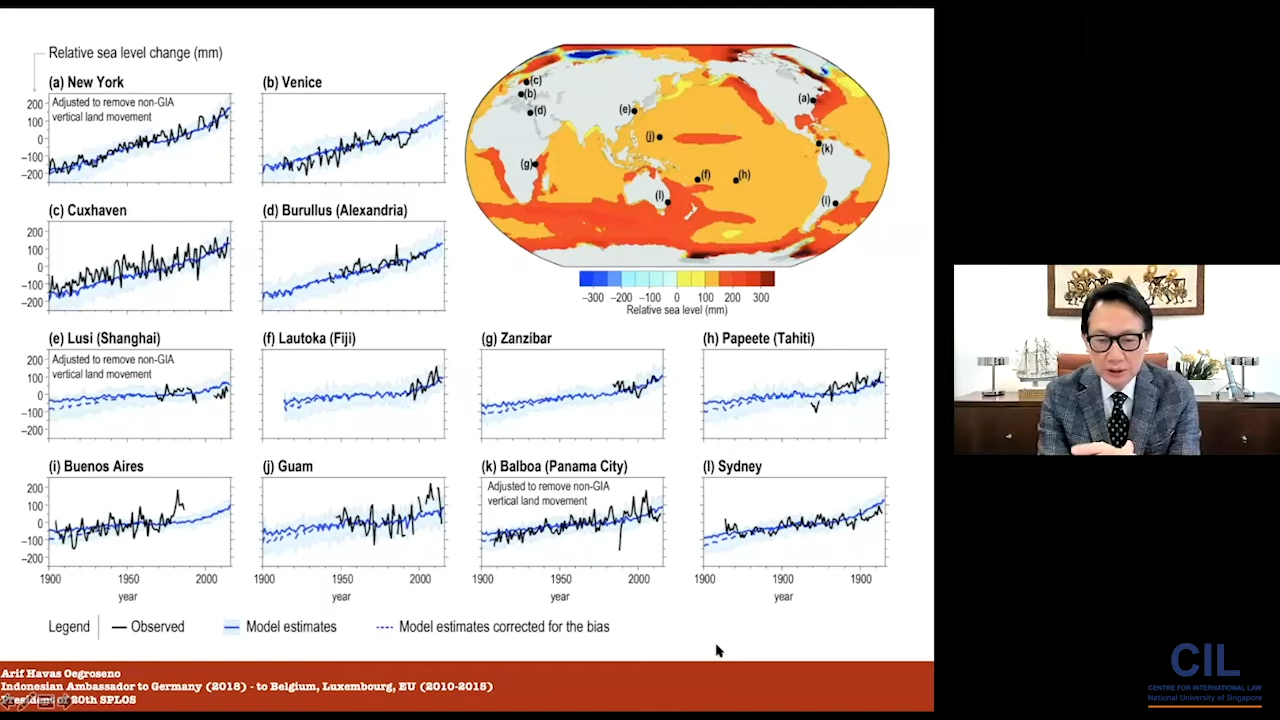 Relative sea level change (mm)
(a) New York
Adjusted to remove non-GIA
vertical land movement
200
100
0
−100
−200
(b) Venice
(c) Cuxhaven
200
100
0
−100
−200
(d) Burullus (Alexandria)
(c)
(b)
(d)
(e)
(a)
(j)
(k)
(g)
(f)
(h)
(l)
(i)
−300 −200 −100 0 100 200 300
Relative sea level (mm)
(e) Lusi (Shanghai)
Adjusted to remove non-GIA
vertical land movement
200
100
0
−100
−200
(f) Lautoka (Fiji)
(g) Zanzibar
(h) Papeete (Tahiti)
(i) Buenos Aires
200
100
0
−100
−200
1900 1950 2000
year
(j) Guam
1900 1950 2000
year
(k) Balboa (Panama City)
Adjusted to remove non-GIA
vertical land movement
1900 1950 2000
year
(l) Sydney
1900 1900 1900
year
Legend Observed Model estimates Model estimates corrected for the bias
Arif Havas Oegroseno
Indonesian Ambassador to Germany (2018) - to Belgium, Luxembourg, EU (2010-2015)
President of 20th SPLOS
CIL
CENTRE FOR INTERNATIONAL LAW
National University of Singapore